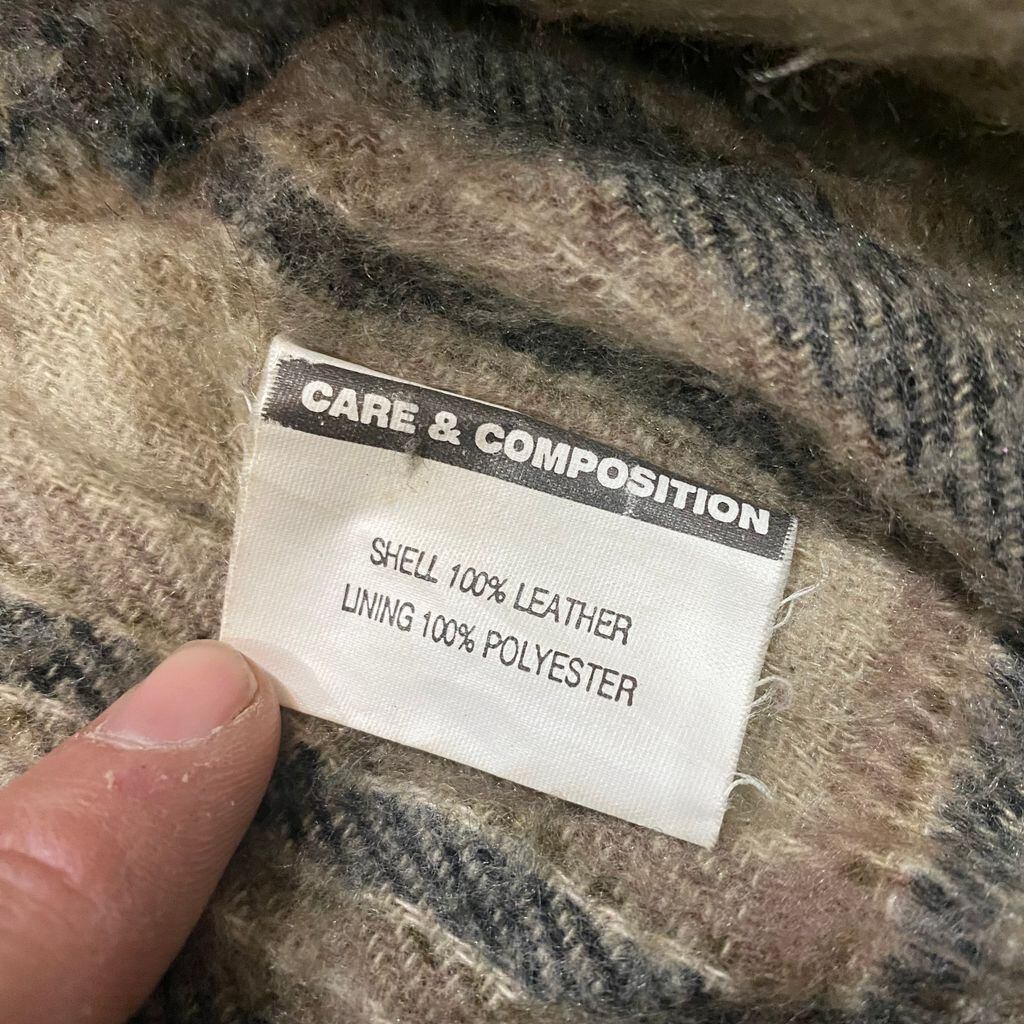 CARE & COMPOSITION
SHELL 100% LEATHER
LINING 100% POLYESTER